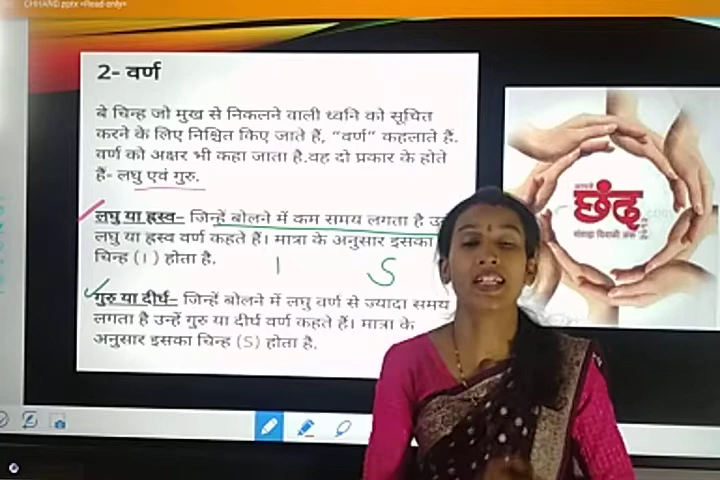 CHHAND.pptx •Read-only•
2- वर्ण
बे चिन्ह जो मुख से निकलने वाली ध्वनि को सूचित
करने के लिए निश्चित किए जाते हैं, “वर्ण” कहलाते हैं.
वर्ण को अक्षर भी कहा जाता है.वह दो प्रकार के होते
हैं- लघु एवं गुरु.
लघु या ह्रस्व– जिन्हें बोलने में कम समय लगता है
लघु या ह्रस्व वर्ण कहते हैं। मात्रा के अनुसार इसका
चिन्ह (I) होता है.
I S
गुरु या दीर्घ– जिन्हें बोलने में लघु वर्ण से ज्यादा समय
लगता है उन्हें गुरु या दीर्घ वर्ण कहते हैं। मात्रा के
अनुसार इसका चिन्ह (S) होता है.
छंद